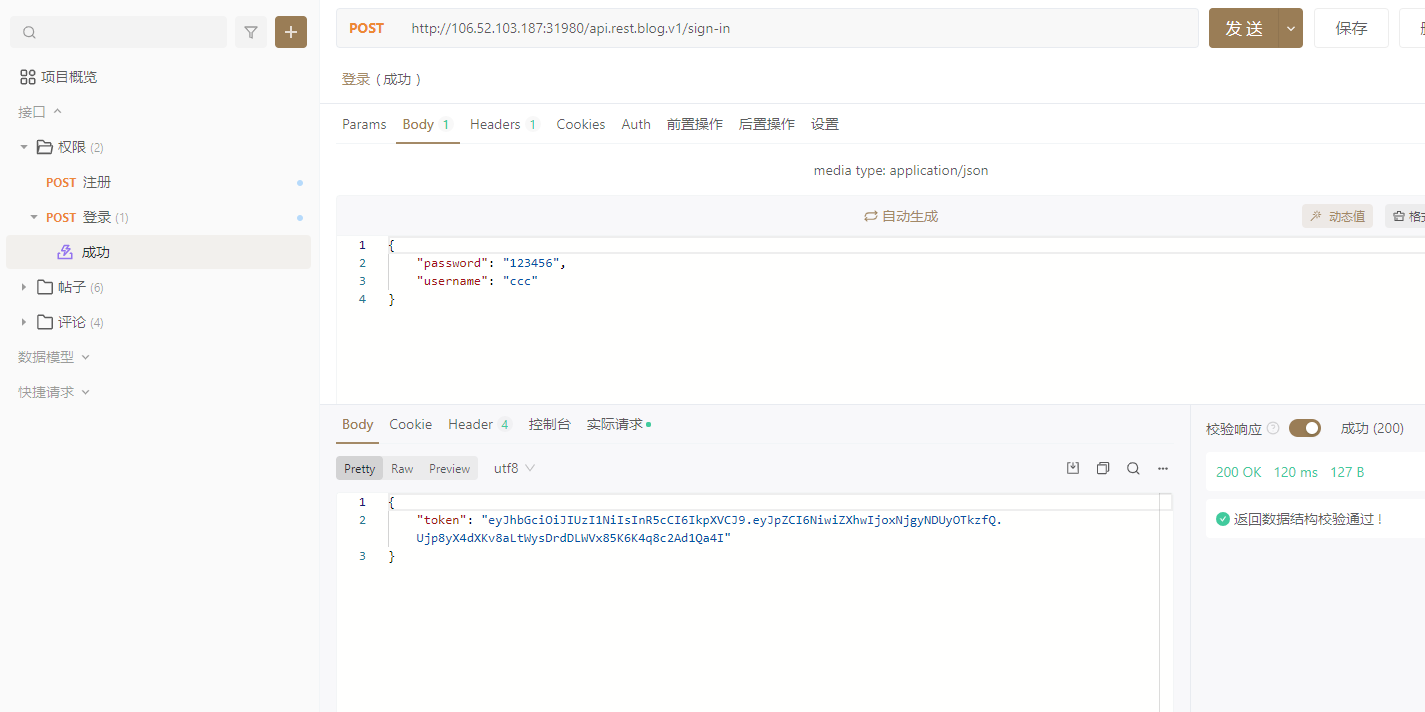 POST http://106.52.103.187:31980/api.rest.blog.v1/sign-in 发 送 保存
项目概览
登录 ( 成功 )
接口
Params Body 1 Headers 1 Cookies Auth 前置操作 后置操作 设置
权限 (2)
media type: application/json
POST 注册
自动生成 动态值
POST 登录 (1)
成功
1 {
2 "password": "123456",
3 "username": "ccc"
4 }
帖子 (6)
评论 (4)
数据模型
快捷请求
Body Cookie Header 4 控制台 实际请求
校验响应 成功 (200)
Pretty Raw Preview utf8
200 OK 120 ms 127 B
1 {
2 "token": "eyJhbGciOiJIUzI1NiIsInR5cCI6IkpXVCJ9.eyJpZCI6NiwiZXhwIjoxNjgyNDUyOTkzfQ.
Ujp8yX4dXKv8aLtWysDrdDLWVx85K6K4q8c2Ad1Qa4I"
3 }
返回数据结构校验通过 !